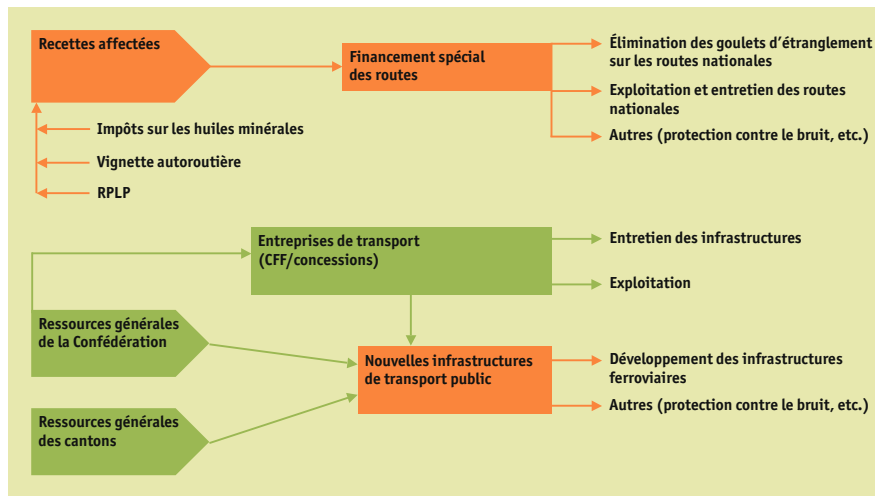 Recettes affectées
Financement spécial
des routes
Élimination des goulets d’étranglement
sur les routes nationales
Exploitation et entretien des routes
nationales
Autres (protection contre le bruit, etc.)
Impôts sur les huiles minérales
Vignette autoroutière
RPLP
Entreprises de transport
(CFF/concessions)
Entretien des infrastructures
Exploitation
Ressources générales
de la Confédération
Nouvelles infrastructures
de transport public
Développement des infrastructures
ferroviaires
Autres (protection contre le bruit, etc.)
Ressources générales
des cantons